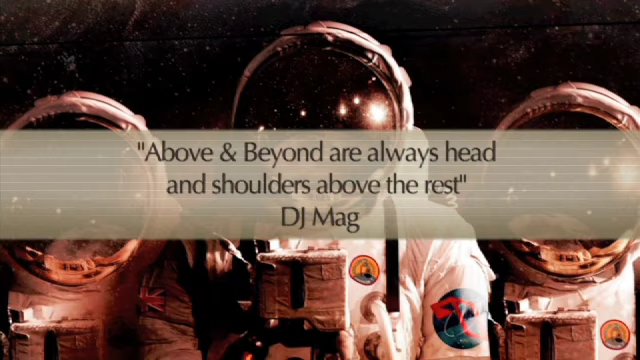 "Above & Beyond are always head
and shoulders above the rest"
DJ Mag